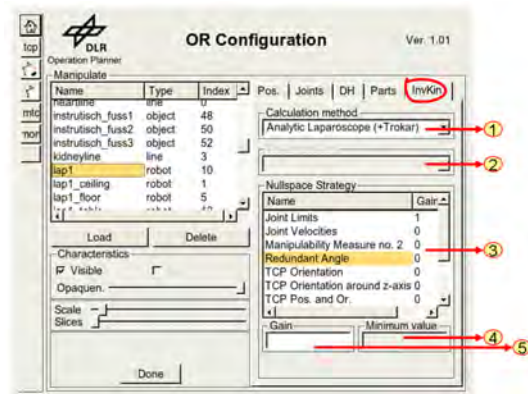 DLR
Operation Planner
OR Configuration
Ver. 1.01
tcp
mtc
Manipulate
Name Type Index
heartline line 0
instrutisch_fuss1 object 48
instrutisch_fuss2 object 50
instrutisch_fuss3 object 52
kidneyline line 3
lap1 robot 10
lap1_ceiling robot 1
lap1_floor robot 5
Load Delete
Characteristics
Visible
Opaquen.
Scale
Slices
Done
Pos. Joints DH Parts InvKin
Calculation method
Analytic Laparoscope (+Trokar)
1
2
Nullspace Strategy
Name Gain
Joint Limits 1
Joint Velocities 0
Manipulability Measure no. 2 0
Redundant Angle 0
TCP Orientation 0
TCP Orientation around z-axis 0
TCP Pos. and Or. 0
3
Gain Minimum value
4
5